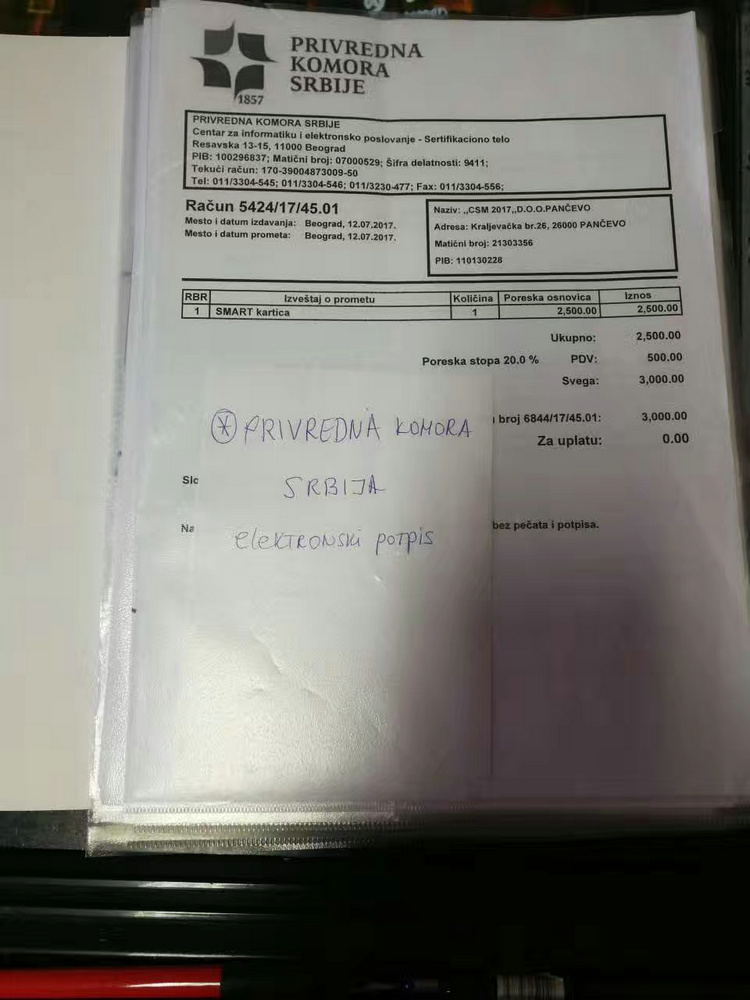 PRIVREDNA
KOMORA
SRBIJE
1857
PRIVREDNA KOMORA SRBIJE
Centar za informatiku i elektronsko poslovanje - Sertifikaciono telo
Resavska 13-15, 11000 Beograd
PIB: 100296837; Matični broj: 07000529; Šifra delatnosti: 9411;
Tekući račun: 170-39004873009-50
Tel: 011/3304-545; 011/3304-546; 011/3230-477; Fax: 011/3304-556;
Račun 5424/17/45.01
Mesto i datum izdavanja: Beograd, 12.07.2017.
Mesto i datum prometa: Beograd, 12.07.2017.
Naziv: ,,CSM 2017,,D.O.O.PANČEVO
Adresa: Kraljevačka br.26, 26000 PANČEVO
Matični broj: 21303356
PIB: 110130228
RBR Izveštaj o prometu Količina Poreska osnovica Iznos
1 SMART kartica 1 2,500.00 2,500.00
Ukupno: 2,500.00
Poreska stopa 20.0 % PDV: 500.00
Svega: 3,000.00
broj 6844/17/45.01: 3,000.00
Za uplatu: 0.00
* PRIVREDNA KOMORA
Slo
SRBIJA
Na
bez pečata i potpisa.
elektronski potpis